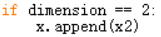 if dimension == 2:
    x.append(x2)